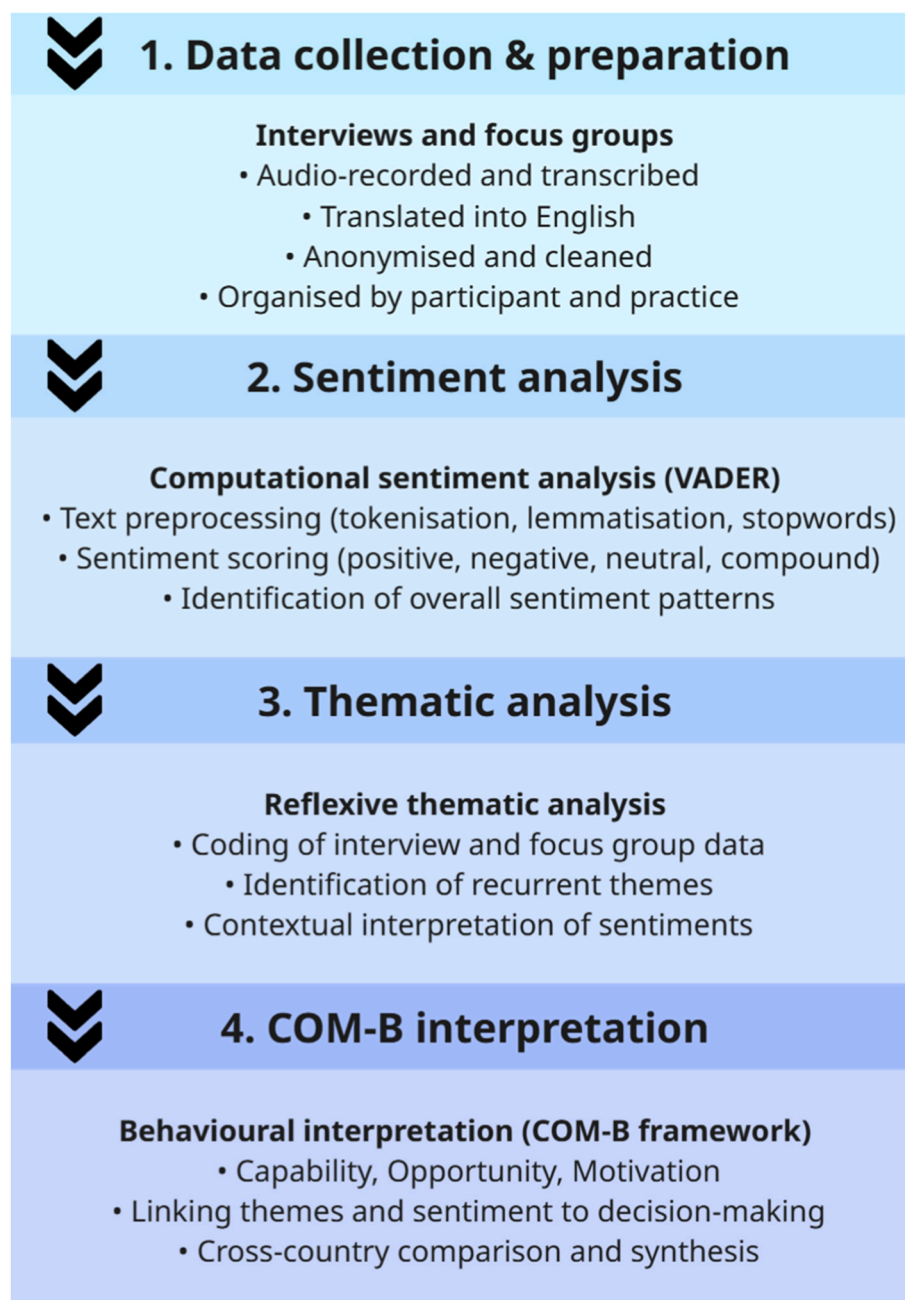 1. Data collection & preparation
Interviews and focus groups
• Audio-recorded and transcribed
• Translated into English
• Anonymised and cleaned
• Organised by participant and practice
2. Sentiment analysis
Computational sentiment analysis (VADER)
• Text preprocessing (tokenisation, lemmatisation, stopwords)
• Sentiment scoring (positive, negative, neutral, compound)
• Identification of overall sentiment patterns
3. Thematic analysis
Reflexive thematic analysis
• Coding of interview and focus group data
• Identification of recurrent themes
• Contextual interpretation of sentiments
4. COM-B interpretation
Behavioural interpretation (COM-B framework)
• Capability, Opportunity, Motivation
• Linking themes and sentiment to decision-making
• Cross-country comparison and synthesis